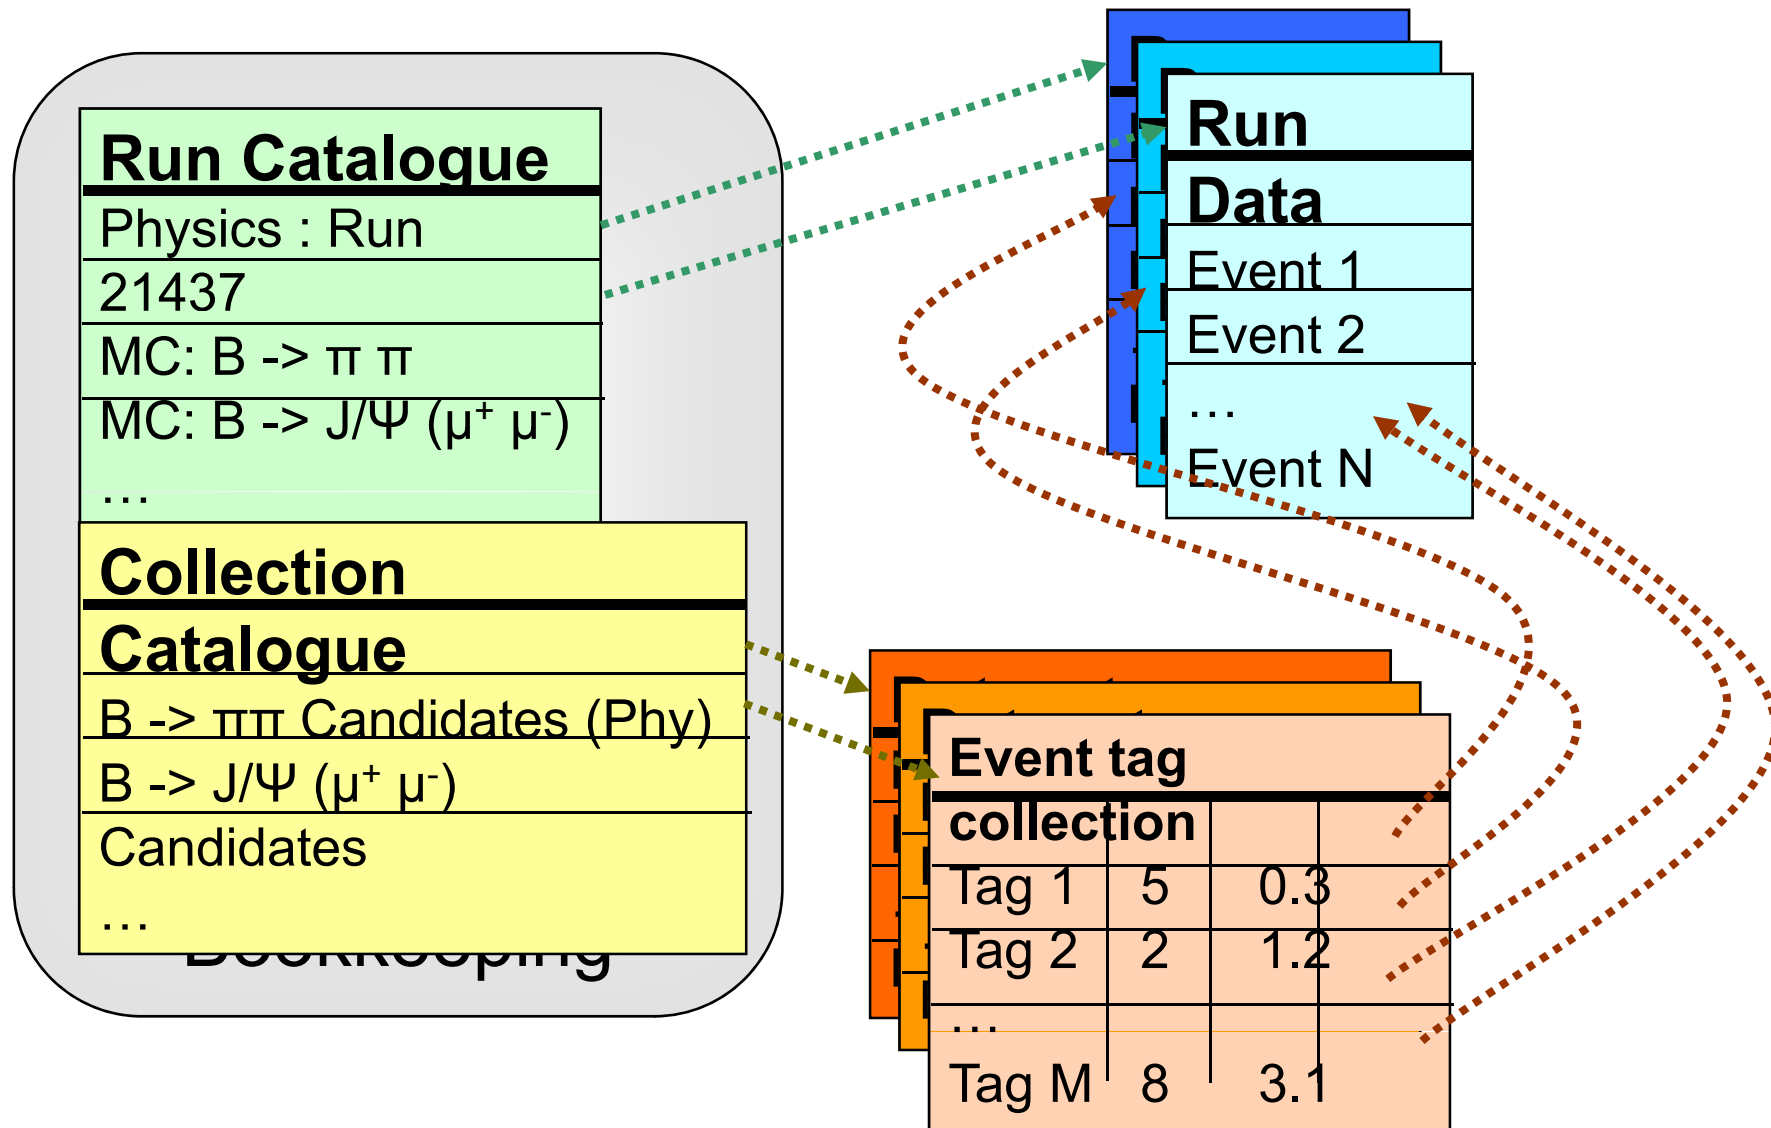 Run Catalogue
Physics : Run
21437
MC: B -> π π
MC: B -> J/Ψ (μ⁺ μ⁻)
…
Collection
Catalogue
B -> ππ Candidates (Phy)
B -> J/Ψ (μ⁺ μ⁻)
Candidates
…
Bookkeeping
Run
Data
Event 1
Event 2
…
Event N
Event tag
collection
Tag 1 5 0.3
Tag 2 2 1.2
…
Tag M 8 3.1